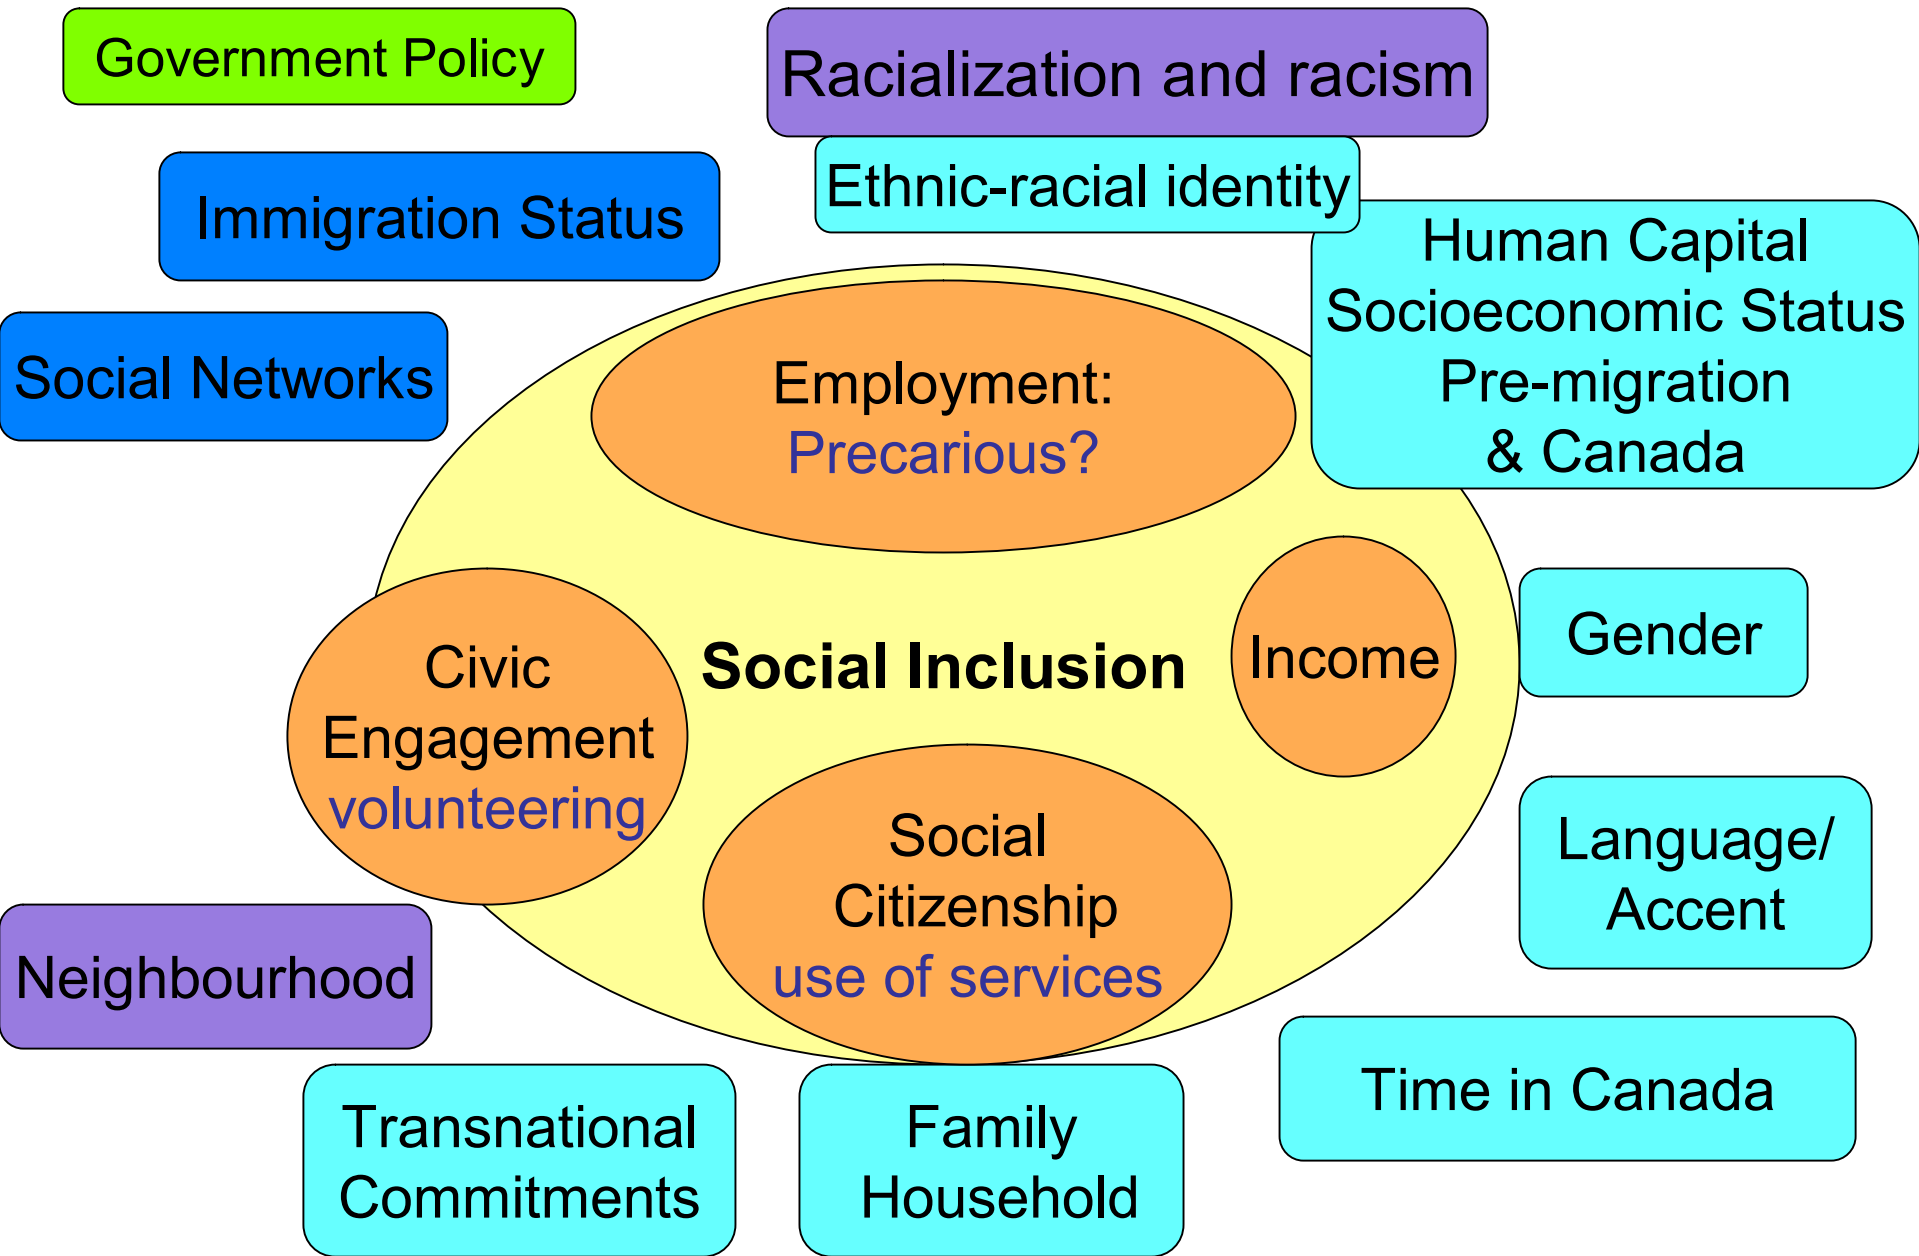 Government Policy
Racialization and racism
Ethnic-racial identity
Immigration Status
Human Capital
Socioeconomic Status
Pre-migration
& Canada
Social Networks
Employment:
Precarious?
Civic
Engagement
volunteering
Social Inclusion
Income
Gender
Social
Citizenship
use of services
Language/
Accent
Neighbourhood
Time in Canada
Transnational
Commitments
Family
Household